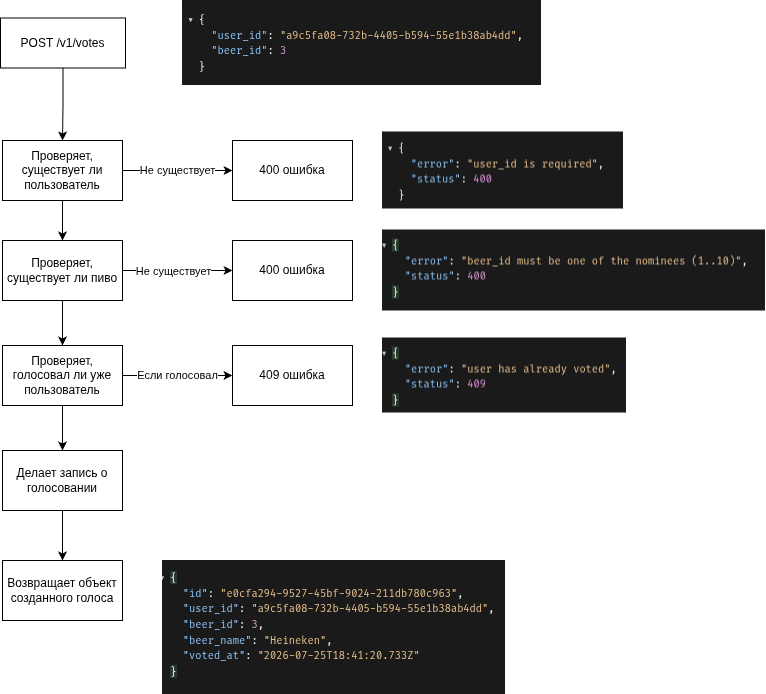 POST /v1/votes
{
"user_id": "a9c5fa08-732b-4405-b594-55e1b38ab4dd",
"beer_id": 3
}
Проверяет,
существует ли
пользователь
Не существует
400 ошибка
{
"error": "user_id is required",
"status": 400
}
Проверяет,
существует ли пиво
Не существует
400 ошибка
{
"error": "beer_id must be one of the nominees (1..10)",
"status": 400
}
Проверяет,
голосовал ли уже
пользователь
Если голосовал
409 ошибка
{
"error": "user has already voted",
"status": 409
}
Делает запись о
голосовании
Возвращает объект
созданного голоса
{
"id": "e0cfa294-9527-45bf-9024-211db780c963",
"user_id": "a9c5fa08-732b-4405-b594-55e1b38ab4dd",
"beer_id": 3,
"beer_name": "Heineken",
"voted_at": "2026-07-25T18:41:20.733Z"
}